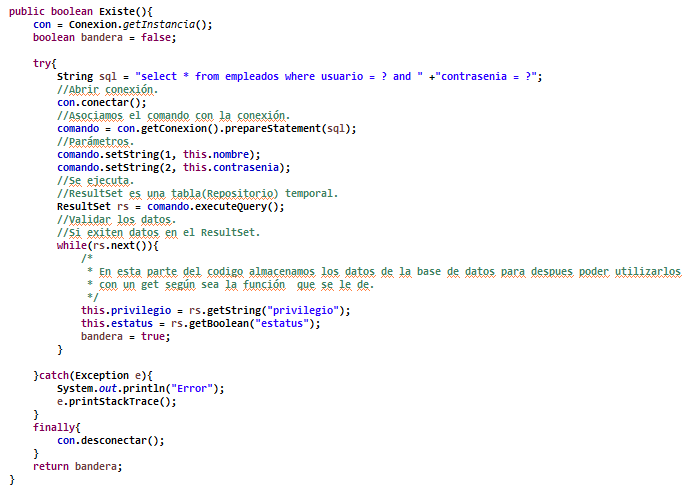 public boolean Existe(){
    con = Conexion.getInstancia();
    boolean bandera = false;

    try{
        String sql = "select * from empleados where usuario = ? and " +"contrasenia = ?";
        //Abrir conexión.
        con.conectar();
        //Asociamos el comando con la conexión.
        comando = con.getConexion().prepareStatement(sql);
        //Parámetros.
        comando.setString(1, this.nombre);
        comando.setString(2, this.contrasenia);
        //Se ejecuta.
        //ResultSet es una tabla(Repositorio) temporal.
        ResultSet rs = comando.executeQuery();
        //Validar los datos.
        //Si exiten datos en el ResultSet.
        while(rs.next()){
            /*
             * En esta parte del codigo almacenamos los datos de la base de datos para despues poder utilizarlos
             * con un get según sea la función  que se le de.
             */
            this.privilegio = rs.getString("privilegio");
            this.estatus = rs.getBoolean("estatus");
            bandera = true;
        }

    }catch(Exception e){
        System.out.println("Error");
        e.printStackTrace();
    }
    finally{
        con.desconectar();
    }
    return bandera;
}